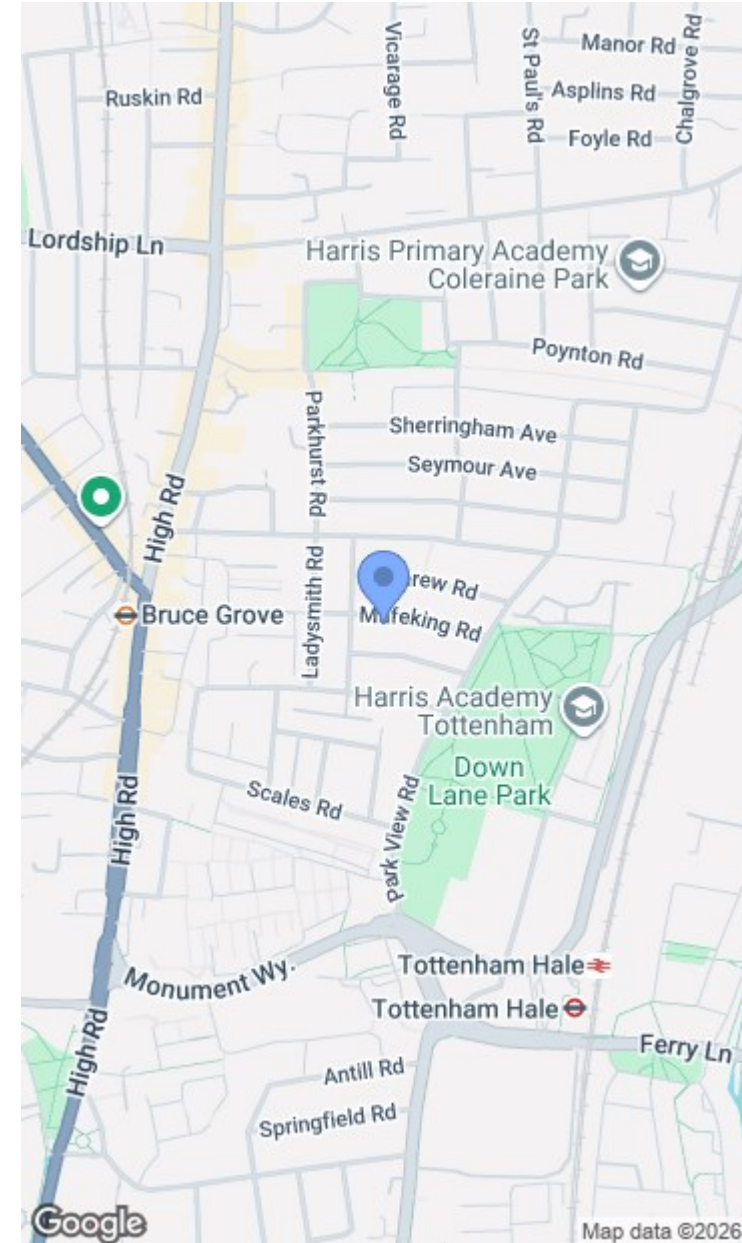 Vicarage Rd
St Paul's Rd
Manor Rd
Chalgrove Rd
Ruskin Rd
Asplins Rd
Foyle Rd
Lordship Ln
Harris Primary Academy
Coleraine Park
Poynton Rd
Parkhurst Rd
Sherringham Ave
Seymour Ave
High Rd
Ladysmith Rd
rew Rd
Bruce Grove
Mafeking Rd
Harris Academy
Tottenham
Down
Lane Park
Scales Rd
High Rd
Park View Rd
Monument Wy.
Tottenham Hale
Tottenham Hale
High Rd
Ferry Ln
Antill Rd
Springfield Rd
Google
Map data ©2026